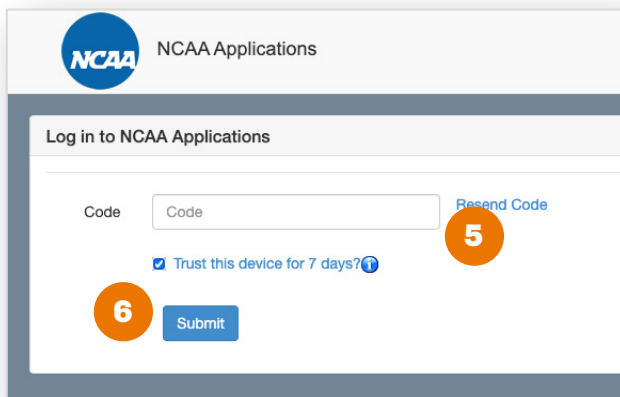 NCAA
NCAA Applications
Log in to NCAA Applications
Code
Code
Resend Code
5
Trust this device for 7 days?
6
Submit